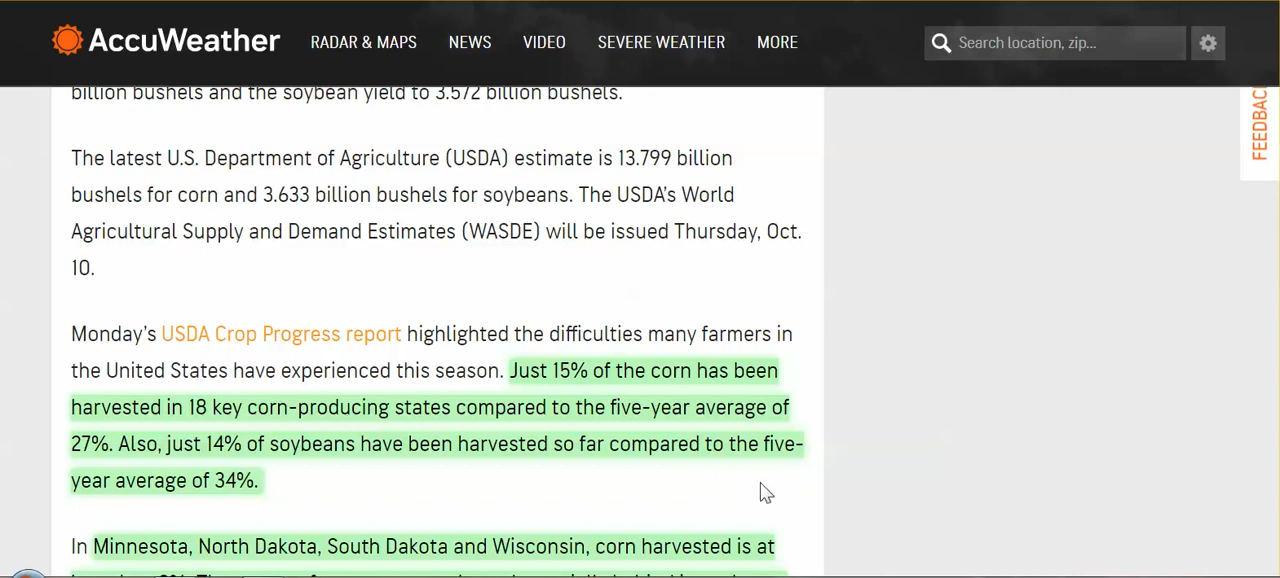 AccuWeather RADAR & MAPS NEWS VIDEO SEVERE WEATHER MORE Search location, zip...
billion bushels and the soybean yield to 3.572 billion bushels.
FEEDBAC
The latest U.S. Department of Agriculture (USDA) estimate is 13.799 billion
bushels for corn and 3.633 billion bushels for soybeans. The USDA's World
Agricultural Supply and Demand Estimates (WASDE) will be issued Thursday, Oct.
10.
Monday's USDA Crop Progress report highlighted the difficulties many farmers in
the United States have experienced this season. Just 15% of the corn has been
harvested in 18 key corn-producing states compared to the five-year average of
27%. Also, just 14% of soybeans have been harvested so far compared to the five-
year average of 34%.
In Minnesota, North Dakota, South Dakota and Wisconsin, corn harvested is at